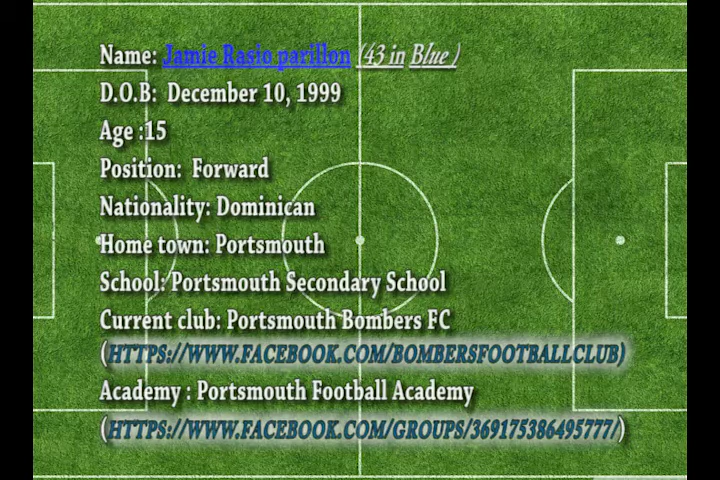 Name: Jamie Rasio parillon (43 in Blue )
D.O.B: December 10, 1999
Age :15
Position: Forward
Nationality: Dominican
Home town: Portsmouth
School: Portsmouth Secondary School
Current club: Portsmouth Bombers FC
(HTTPS://WWW.FACEBOOK.COM/BOMBERSFOOTBALLCLUB)
Academy : Portsmouth Football Academy
(HTTPS://WWW.FACEBOOK.COM/GROUPS/369175386495777/)